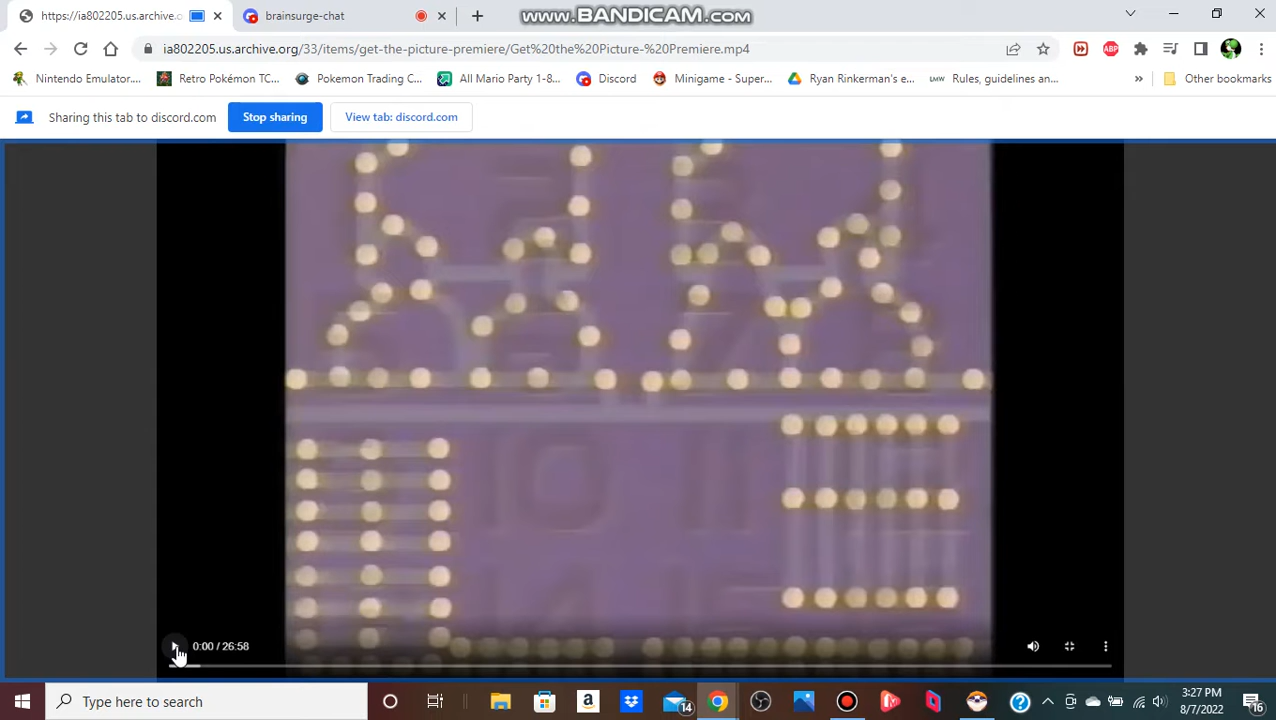 https://ia802205.us.archive.o
brainsurge-chat
www.BANDICAM.com
ia802205.us.archive.org/33/items/get-the-picture-premiere/Get%20the%20Picture-%20Premiere.mp4
ABP
Nintendo Emulator...
Retro Pokémon TC...
Pokemon Trading C...
All Mario Party 1-8...
Discord
Minigame - Super...
Ryan Rinkerman's e...
LMW
Rules, guidelines an...
»
Other bookmarks
Sharing this tab to discord.com
Stop sharing
View tab: discord.com
0:00 / 26:58
Type here to search
14
3:27 PM
8/7/2022
16